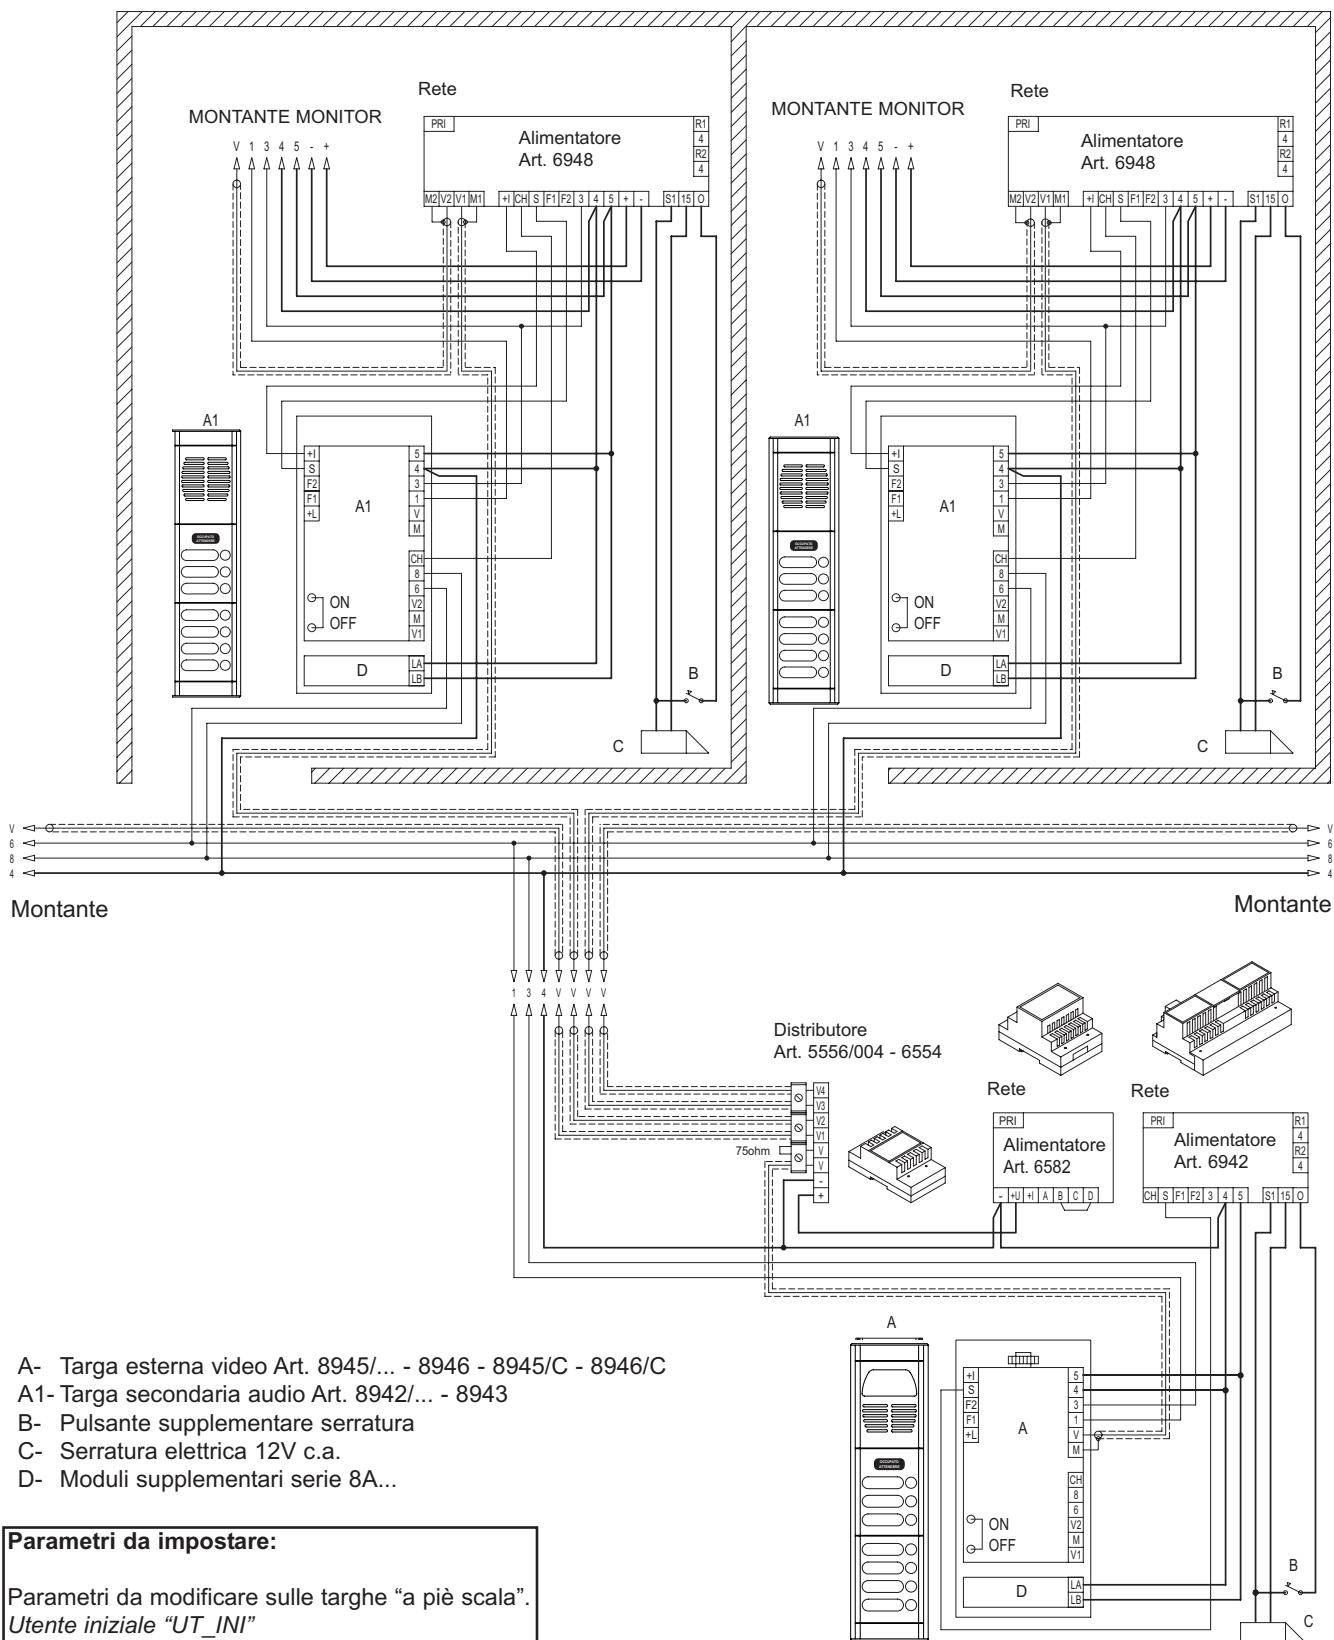 Rete
Rete
MONTANTE MONITOR
MONTANTE MONITOR
PRI
Alimentatore
Art. 6948
R1
4
R2
4
PRI
Alimentatore
Art. 6948
R1
4
R2
4
V 1 3 4 5 - +
V 1 3 4 5 - +
M2 V2 V1 M1 +I CH S F1 F2 3 4 5 + - S1 15 O
M2 V2 V1 M1 +I CH S F1 F2 3 4 5 + - S1 15 O
A1
OCCUPATO
ATTENDERE
+I
S
F2
F1
+L
A1
5
4
3
1
V
M
CH
8
6
V2
M
V1
ON
OFF
D
LA
LB
B
C
A1
OCCUPATO
ATTENDERE
+I
S
F2
F1
+L
A1
5
4
3
1
V
M
CH
8
6
V2
M
V1
ON
OFF
D
LA
LB
B
C
V
6
8
4
V
6
8
4
Montante
Montante
1 3 4 V V V V
Distributore
Art. 5556/004 - 6554
V4
V3
V2
V1
V
V
-
+
75ohm
Rete
PRI
Alimentatore
Art. 6582
- +U +I A B C D
Rete
PRI
Alimentatore
Art. 6942
R1
4
R2
4
CH S F1 F2 3 4 5 S1 15 O
A
OCCUPATO
ATTENDERE
+I
S
F2
F1
+L
A
5
4
3
1
V
M
CH
8
6
V2
M
V1
ON
OFF
D
LA
LB
B
C
A- Targa esterna video Art. 8945/... - 8946 - 8945/C - 8946/C
A1- Targa secondaria audio Art. 8942/... - 8943
B- Pulsante supplementare serratura
C- Serratura elettrica 12V c.a.
D- Moduli supplementari serie 8A...
Parametri da impostare:
Parametri da modificare sulle targhe “a piè scala”.
Utente iniziale “UT_INI”